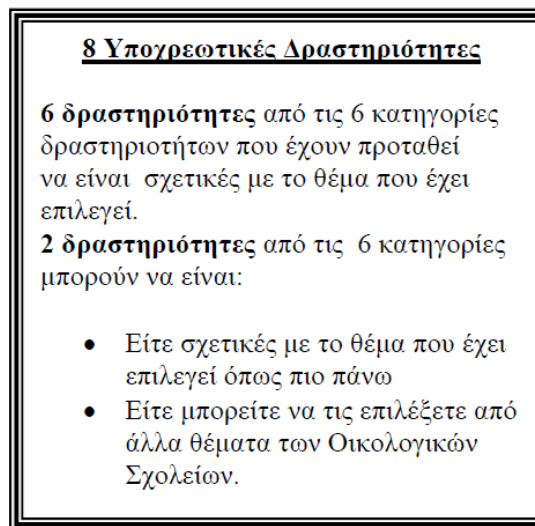 8 Υποχρεωτικές Δραστηριότητες
6 δραστηριότητες από τις 6 κατηγορίες
δραστηριοτήτων που έχουν προταθεί
να είναι σχετικές με το θέμα που έχει
επιλεγεί.
2 δραστηριότητες από τις 6 κατηγορίες
μπορούν να είναι:
• Είτε σχετικές με το θέμα που έχει
επιλεγεί όπως πιο πάνω
• Είτε μπορείτε να τις επιλέξετε από
άλλα θέματα των Οικολογικών
Σχολείων.